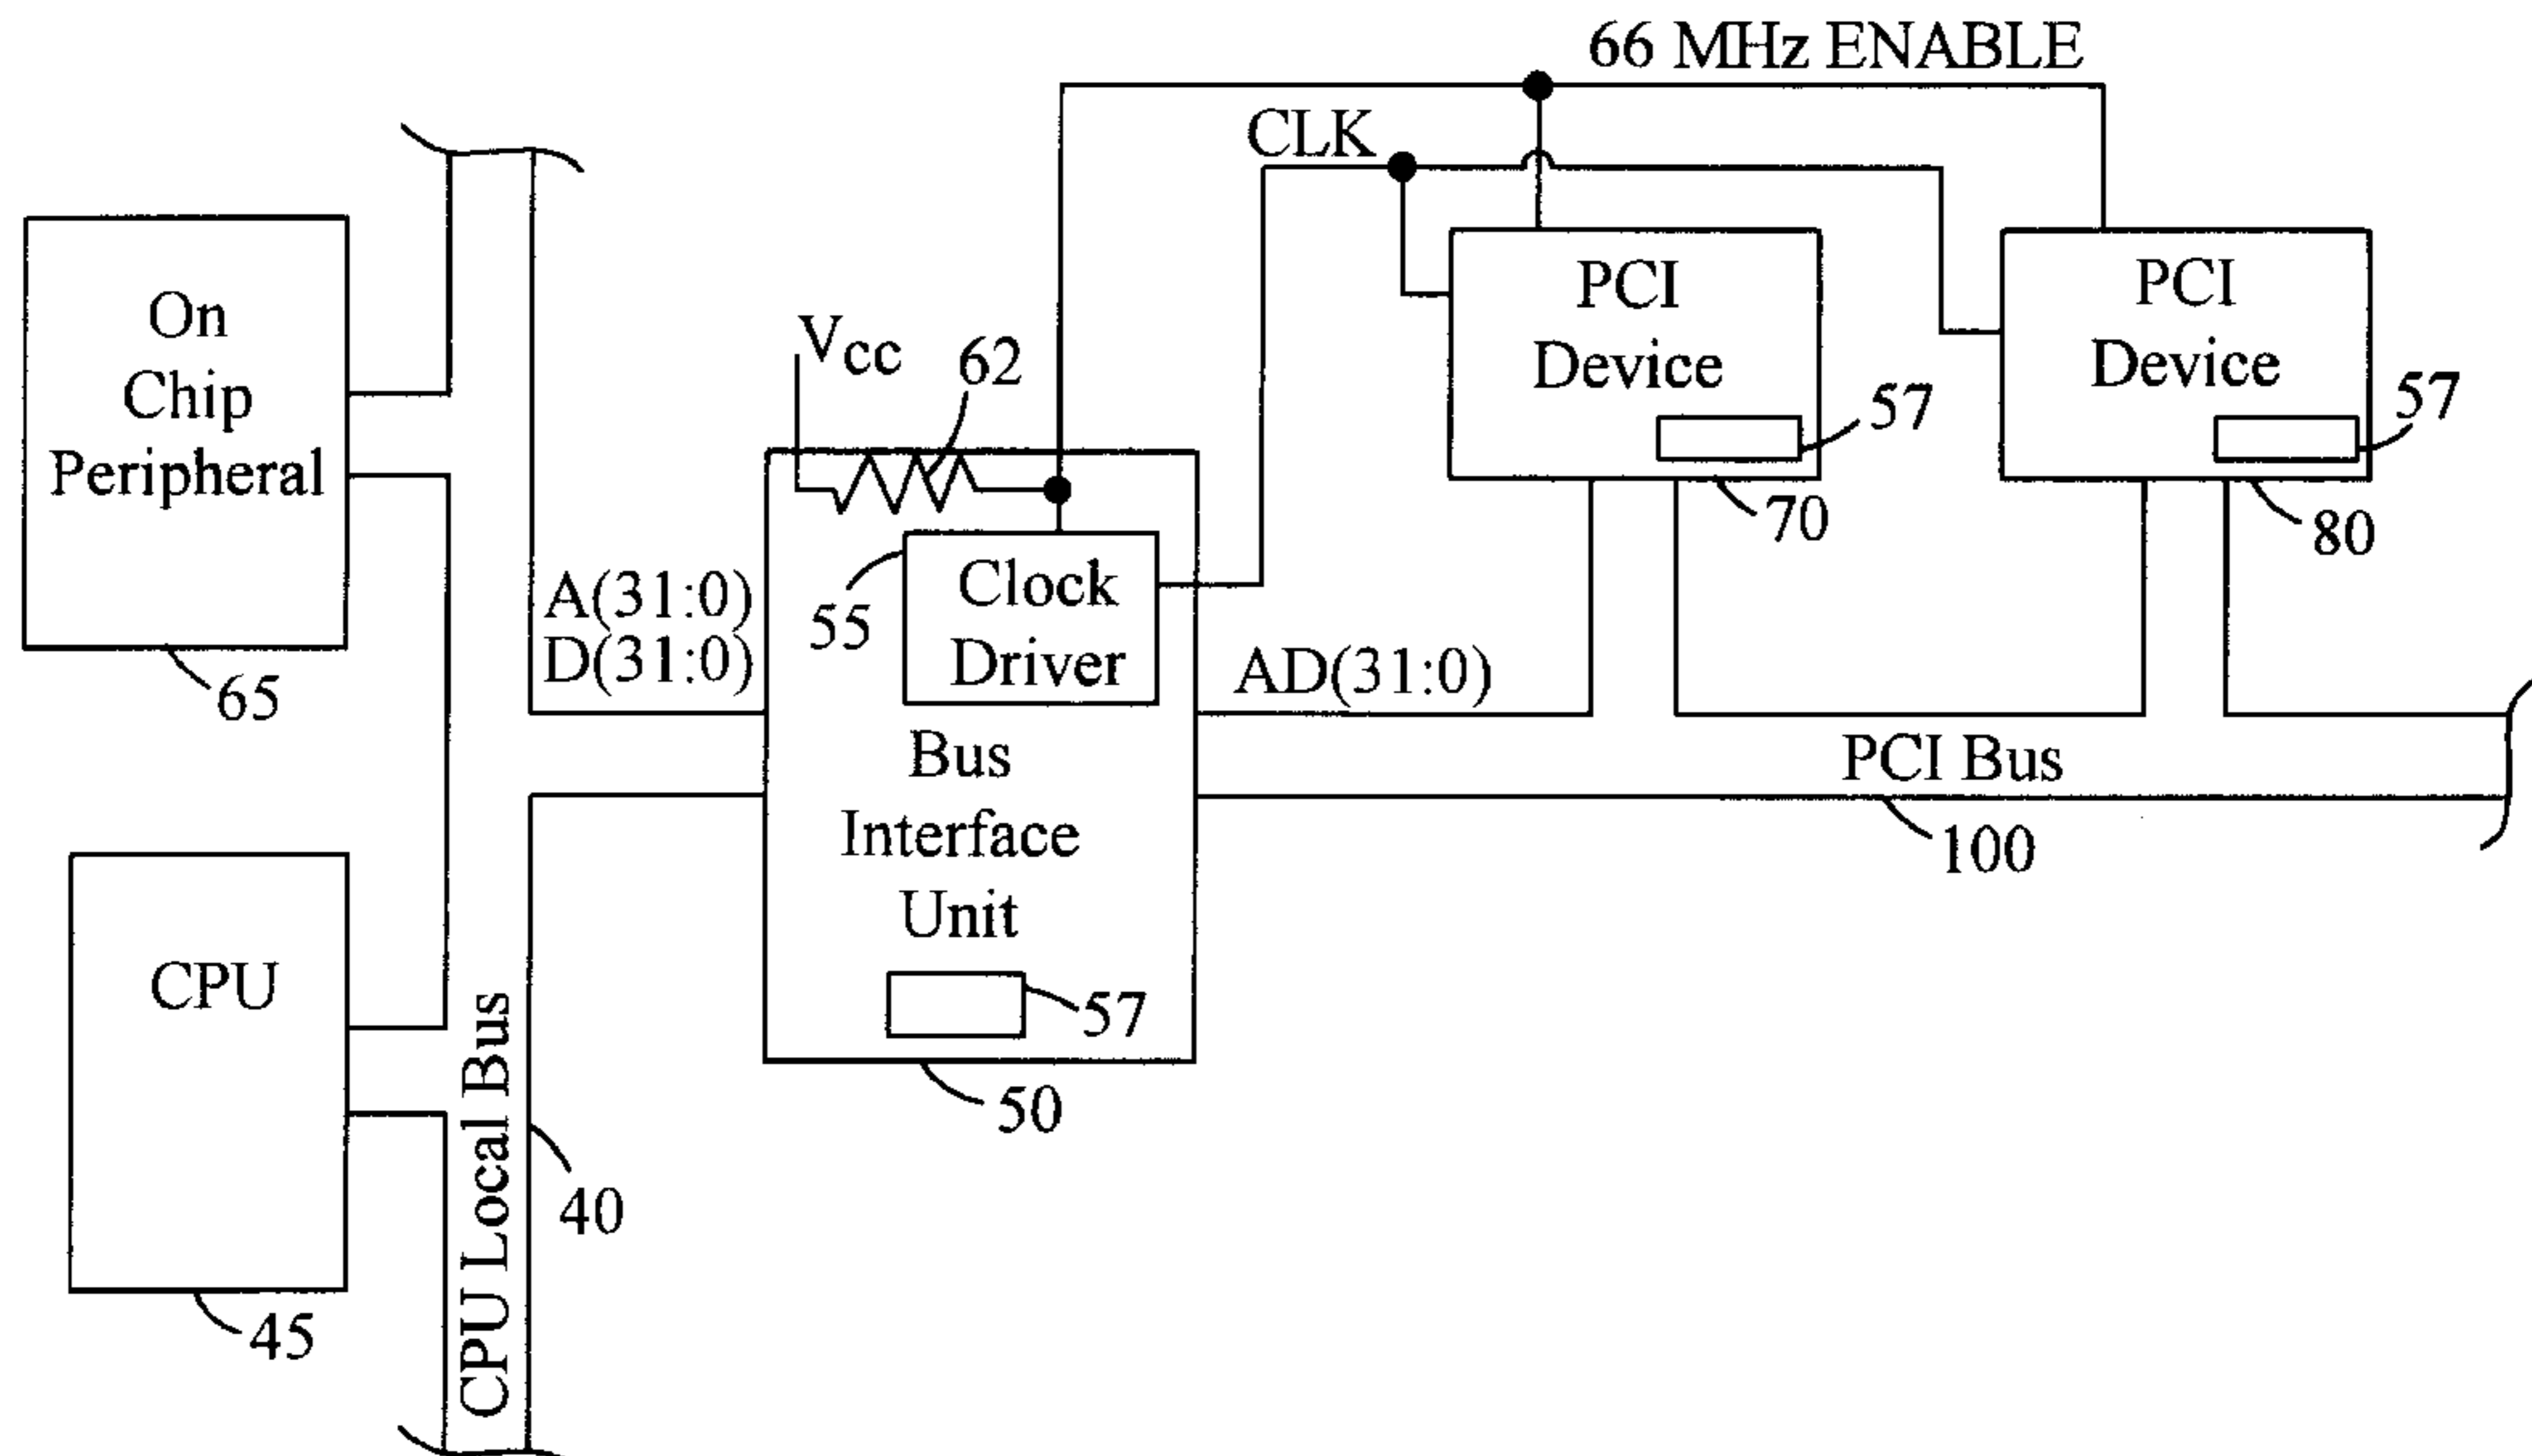 66 MHz ENABLE
CLK
On
Chip
Peripheral
65
VCC
62
PCI
Device
57
70
PCI
Device
57
80
A(31:0)
D(31:0)
55
Clock
Driver
AD(31:0)
Bus
Interface
Unit
57
50
PCI Bus
100
CPU
45
CPU Local Bus
40